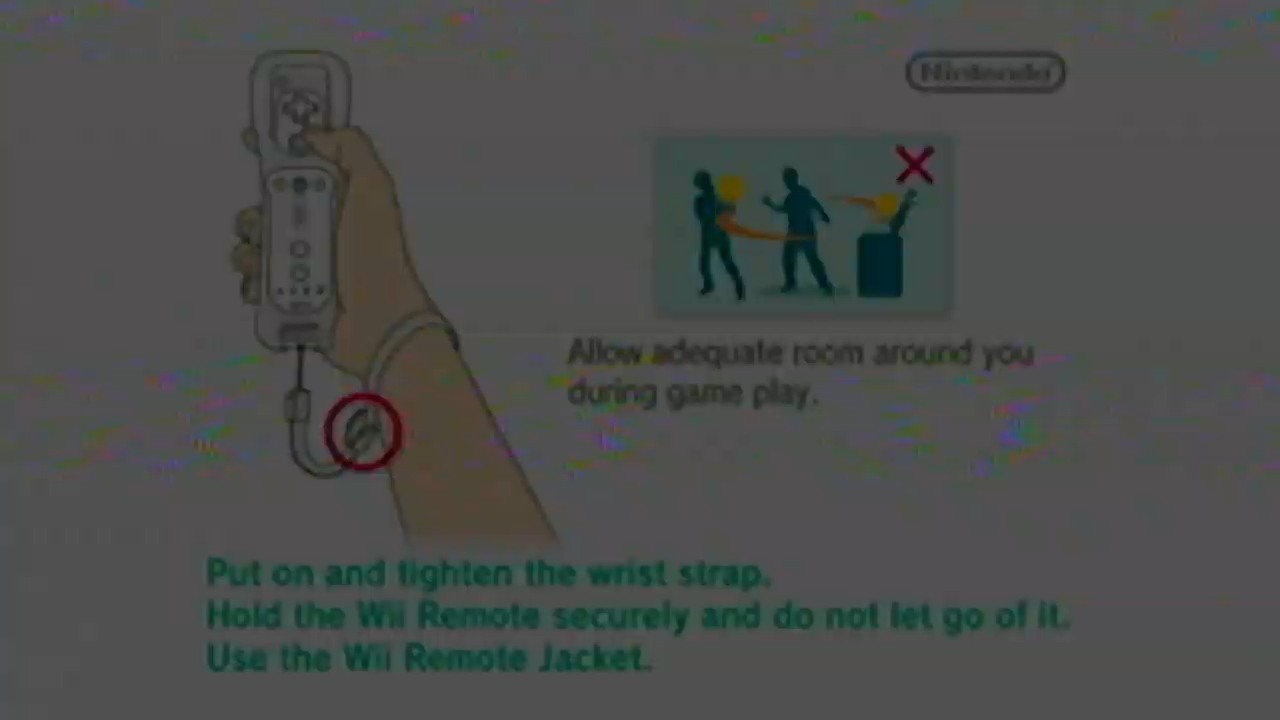 Nintendo
Allow adequate room around you
during game play.
Put on and tighten the wrist strap.
Hold the Wii Remote securely and do not let go of it.
Use the Wii Remote Jacket.